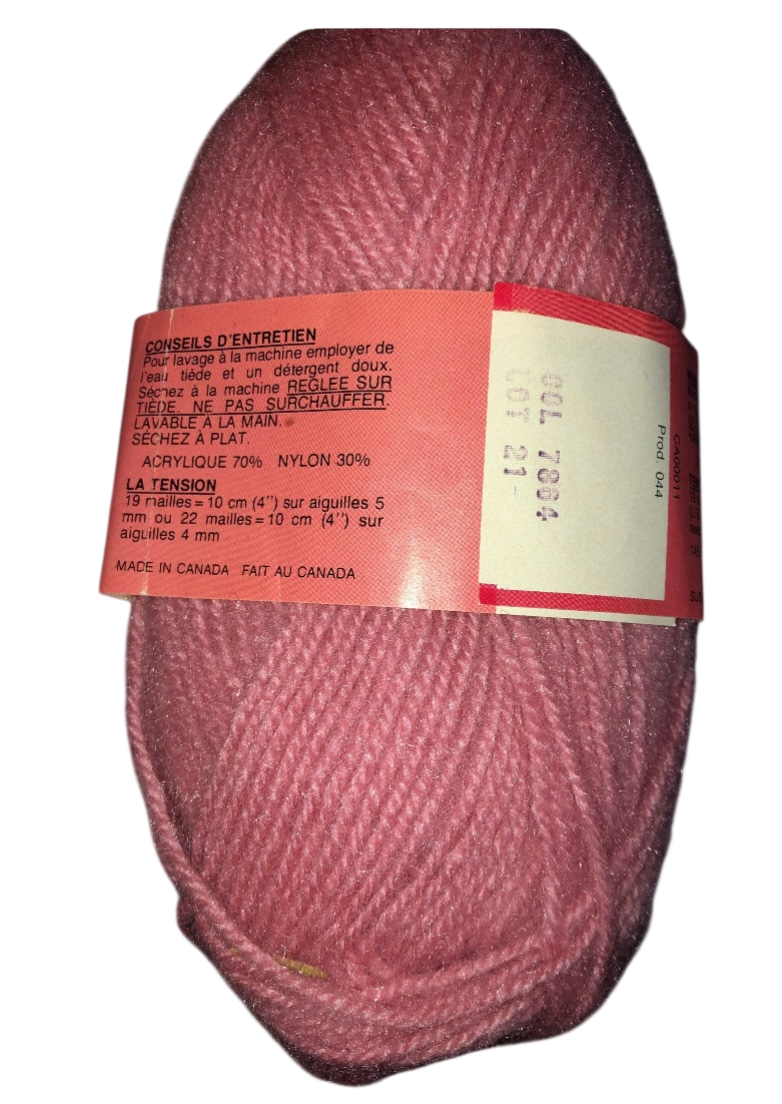 CONSEILS D'ENTRETIEN
Pour lavage à la machine employer de
l'eau tiède et un détergent doux.
Séchez à la machine REGLEE SUR
TIÈDE. NE PAS SURCHAUFFER.
LAVABLE À LA MAIN.
SÉCHEZ À PLAT.
ACRYLIQUE 70% NYLON 30%
LA TENSION
19 mailles = 10 cm (4'') sur aiguilles 5
mm ou 22 mailles = 10 cm (4'') sur
aiguilles 4 mm
MADE IN CANADA FAIT AU CANADA
COL 7884
LOT 21
CA00011
Prod. 044